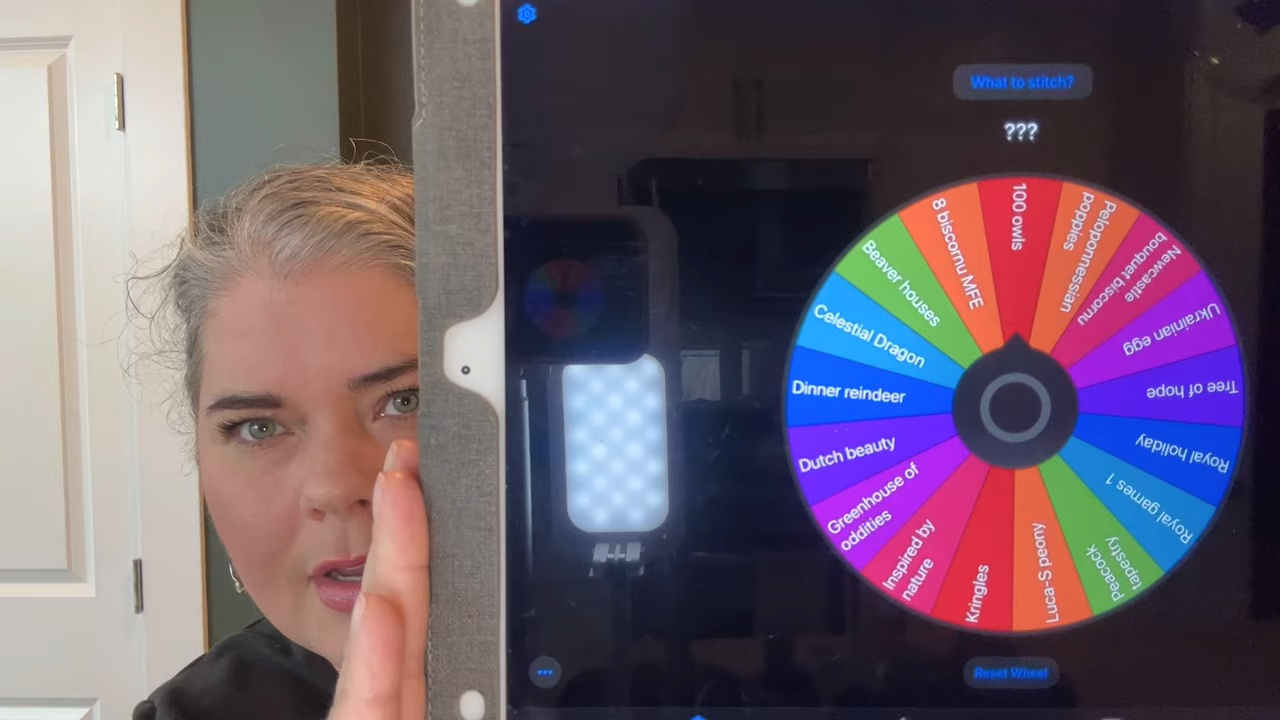 What to stitch?
???
100 owls
Peloponnessian
poppies
Newcastle
bouquet biscornu
Ukrainian egg
Tree of hope
Royal holiday
Royal games 1
Peacock
tapestry
Luca-S peony
Kringles
Inspired by
nature
Greenhouse of
oddities
Dutch beauty
Dinner reindeer
Celestial Dragon
Beaver houses
8 biscornu MFE
Reset Wheel